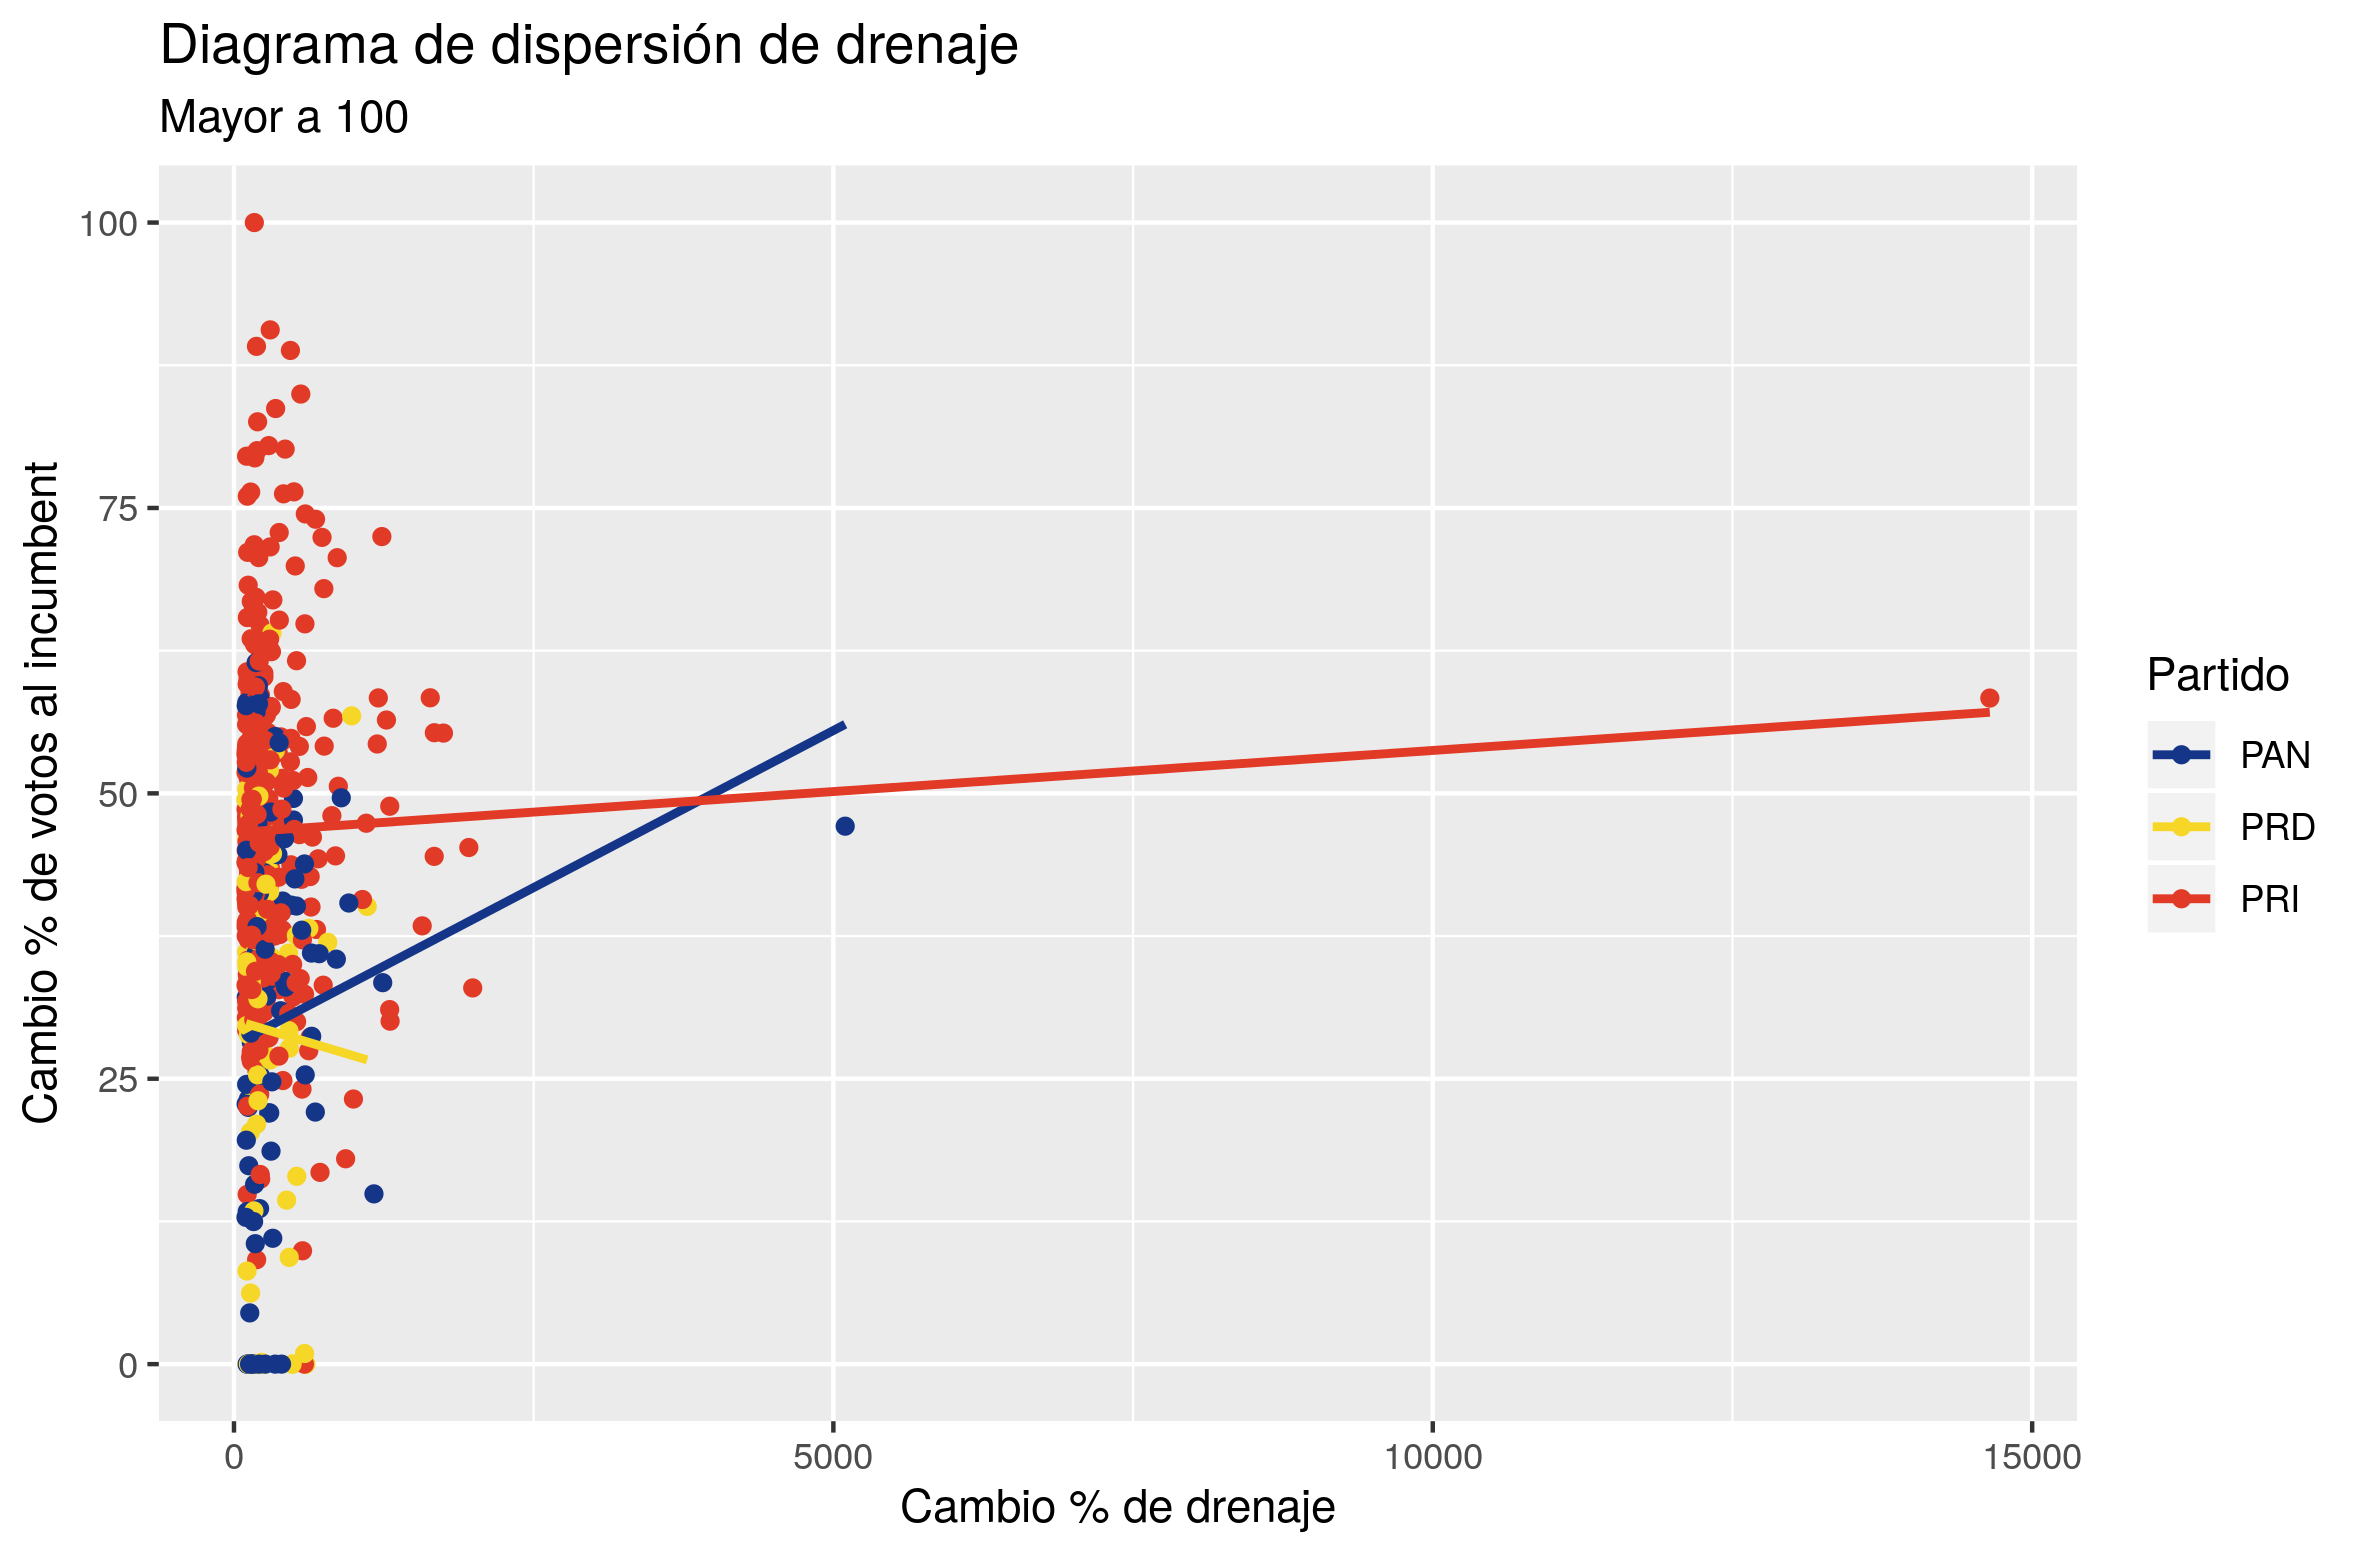 Diagrama de dispersión de drenaje
Mayor a 100
Cambio % de votos al incumbent
100
75
50
25
0
0
5000
10000
15000
Cambio % de drenaje
Partido
PAN
PRD
PRI